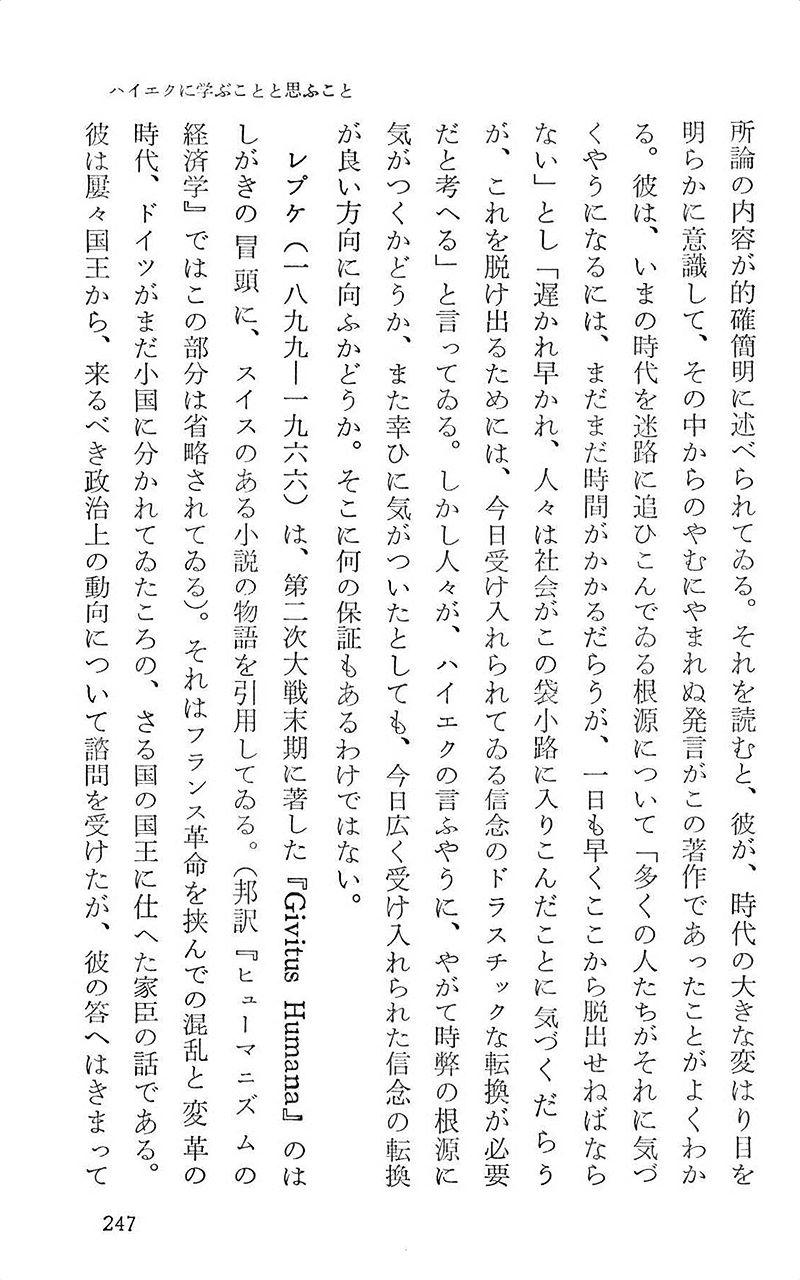 ハイエクに学ぶことと思ふこと
所論の内容が的確簡明に述べられてゐる。それを読むと、彼が、時代の大きな変はり目を
明らかに意識して、その中からのやむにやまれぬ発言がこの著作であったことがよくわか
る。彼は、いまの時代を迷路に追ひこんでゐる根源について「多くの人たちがそれに気づ
くやうになるには、まだまだ時間がかかるだらうが、一日も早くここから脱出せねばなら
ない」とし「遅かれ早かれ、人々は社会がこの袋小路に入りこんだことに気づくだらう
が、これを脱け出るためには、今日受け入れられてゐる信念のドラスチックな転換が必要
だと考へる」と言ってゐる。しかし人々が、ハイエクの言ふやうに、やがて時弊の根源に
気がつくかどうか、また幸ひに気がついたとしても、今日広く受け入れられた信念の転換
が良い方向に向ふかどうか。そこに何の保証もあるわけではない。
レプケ（一八九九―一九六六）は、第二次大戦末期に著した『Givitus Humana』のは
しがきの冒頭に、スイスのある小説の物語を引用してゐる。（邦訳『ヒューマニズムの
経済学』ではこの部分は省略されてゐる）。それはフランス革命を挟んでの混乱と変革の
時代、ドイツがまだ小国に分かれてゐたころの、さる国の国王に仕へた家臣の話である。
彼は屢々国王から、来るべき政治上の動向について諮問を受けたが、彼の答へはきまって
247